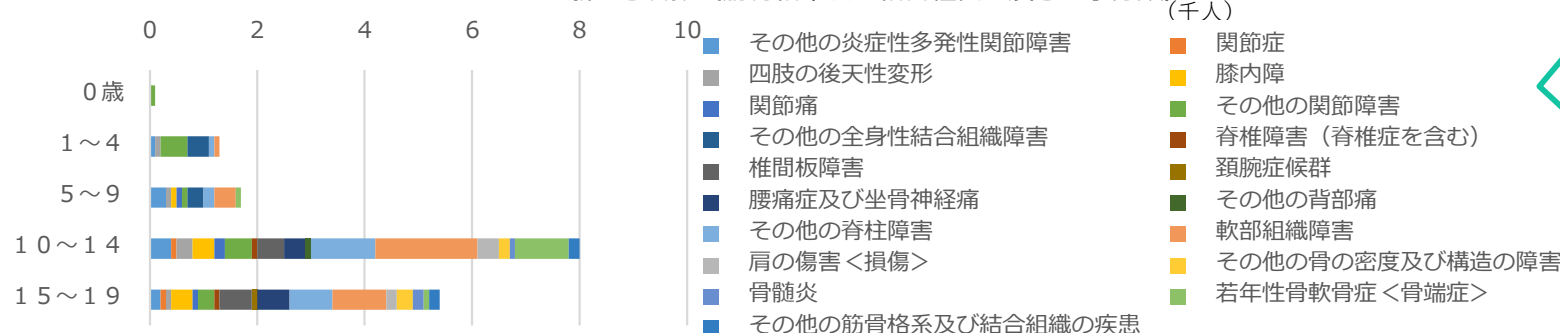 (千人)
0 2 4 6 8 10
0歳
1～4
5～9
10～14
15～19
その他の炎症性多発性関節障害
関節症
四肢の後天性変形
膝内障
関節痛
その他の関節障害
その他の全身性結合組織障害
脊椎障害（脊椎症を含む）
椎間板障害
頚腕症候群
腰痛症及び坐骨神経痛
その他の背部痛
その他の脊柱障害
軟部組織障害
肩の傷害＜損傷＞
その他の骨の密度及び構造の障害
骨髄炎
若年性骨軟骨症＜骨端症＞
その他の筋骨格系及び結合組織の疾患